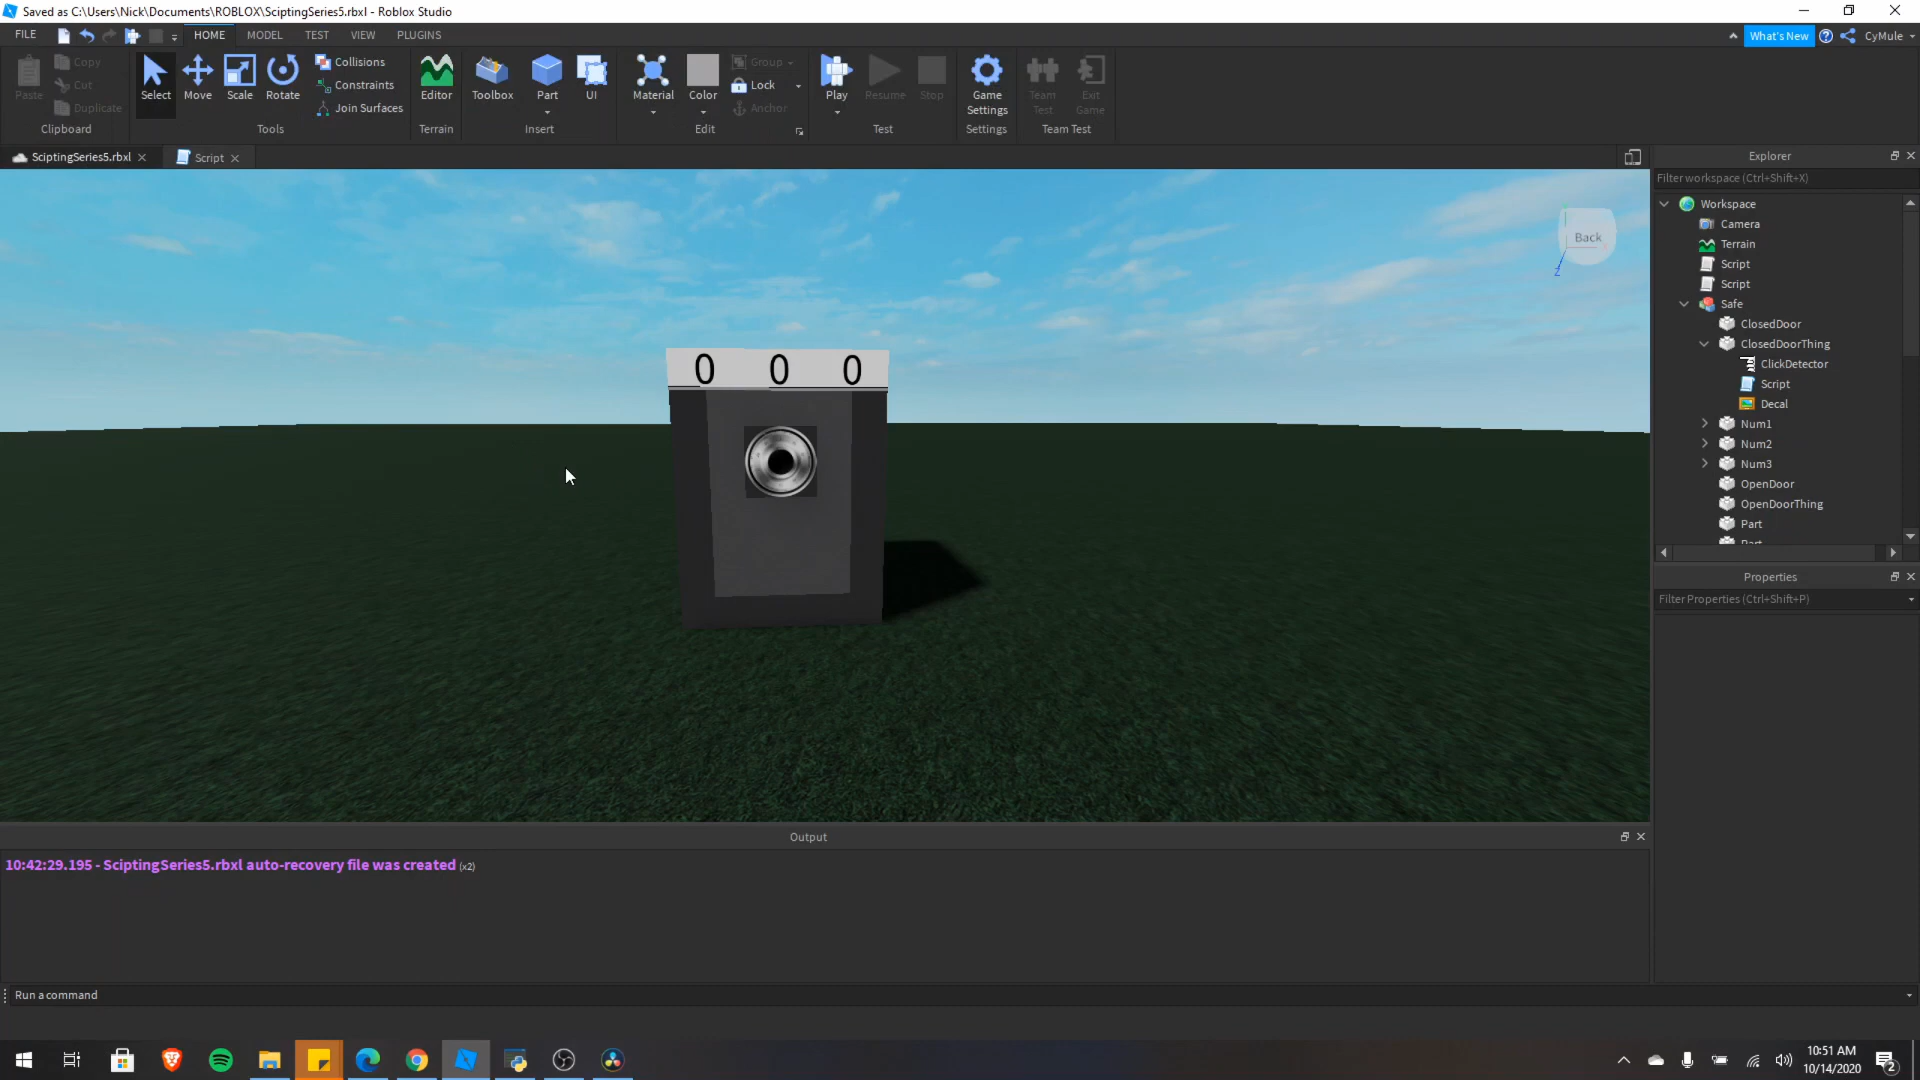 Saved as C:\Users\Nick\Documents\ROBLOX\SciptingSeries5.rbxl - Roblox Studio
FILE HOME MODEL TEST VIEW PLUGINS What's New CyMule
Paste Copy Cut Duplicate Clipboard
Select Move Scale Rotate Collisions Constraints Join Surfaces Tools
Editor Terrain
Toolbox Part UI Insert
Material Color Group Lock Anchor Edit
Play Resume Stop Test
Game Settings Settings
Team Test Exit Game Team Test
SciptingSeries5.rbxl Script
Back
Z
0 0 0
Explorer
Filter workspace (Ctrl+Shift+X)
Workspace
Camera
Terrain
Script
Script
Safe
ClosedDoor
ClosedDoorThing
ClickDetector
Script
Decal
Num1
Num2
Num3
OpenDoor
OpenDoorThing
Part
Part
Properties
Filter Properties (Ctrl+Shift+P)
Output
10:42:29.195 - SciptingSeries5.rbxl auto-recovery file was created (x2)
Run a command
10:51 AM
10/14/2020
2